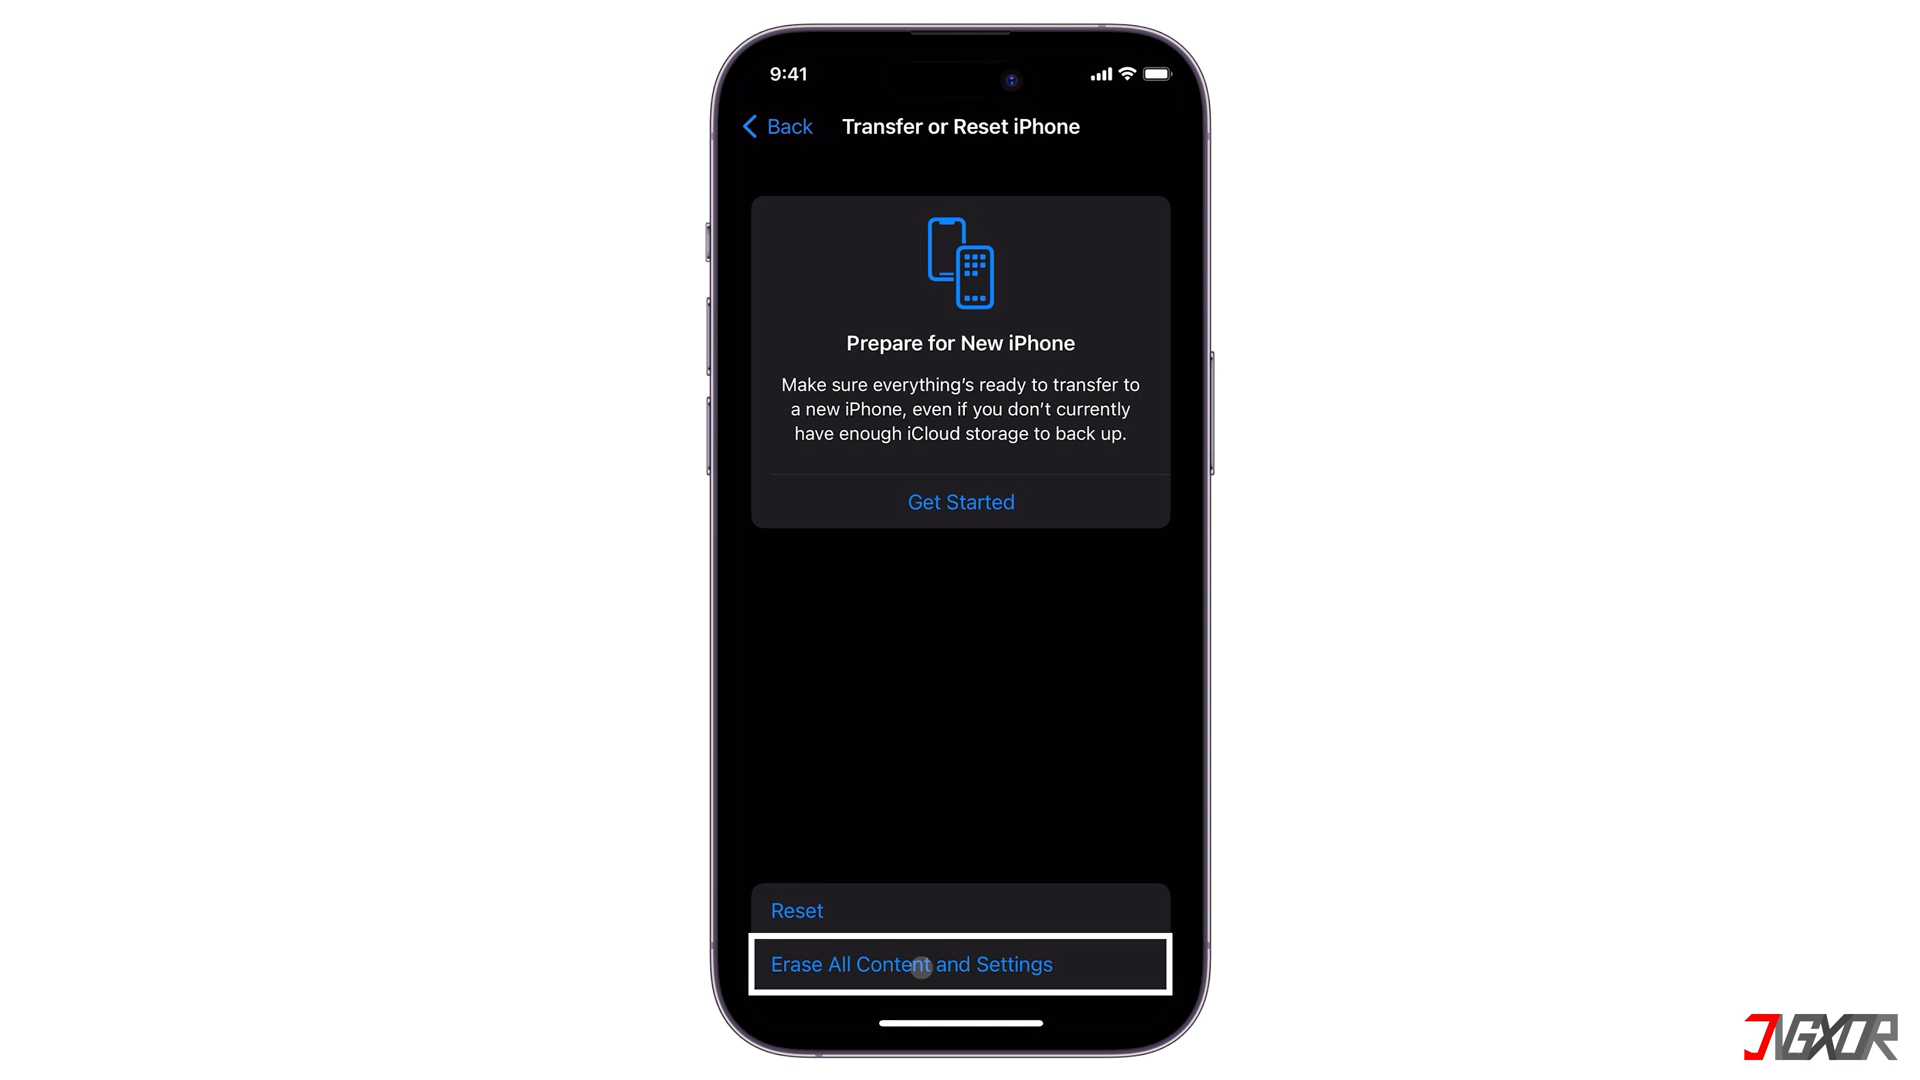 9:41
Back
Transfer or Reset iPhone
Prepare for New iPhone
Make sure everything's ready to transfer to
a new iPhone, even if you don't currently
have enough iCloud storage to back up.
Get Started
Reset
Erase All Content and Settings
JVGXOR